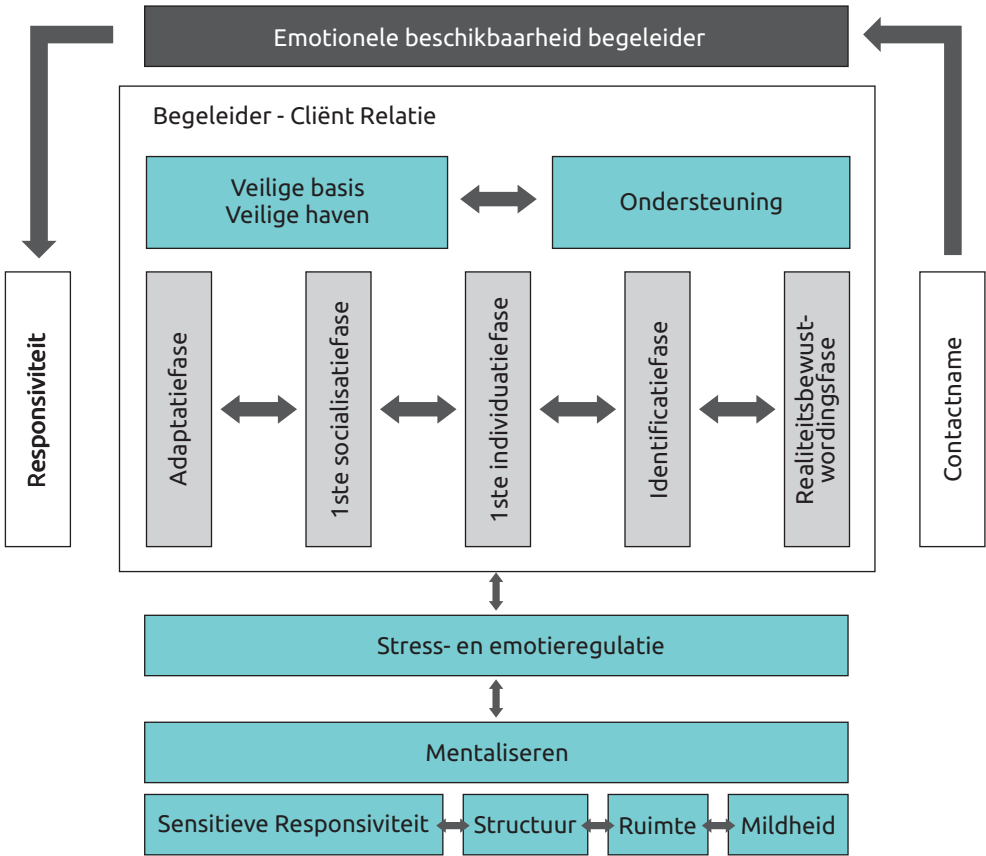 Emotionele beschikbaarheid begeleider
Begeleider - Cliënt Relatie
Veilige basis
Veilige haven
Ondersteuning
Responsiviteit
Adaptatiefase
1ste socialisatiefase
1ste individuatiefase
Identificatiefase
Realiteitsbewust-
wordingsfase
Contactname
Stress- en emotieregulatie
Mentaliseren
Sensitieve Responsiviteit
Structuur
Ruimte
Mildheid